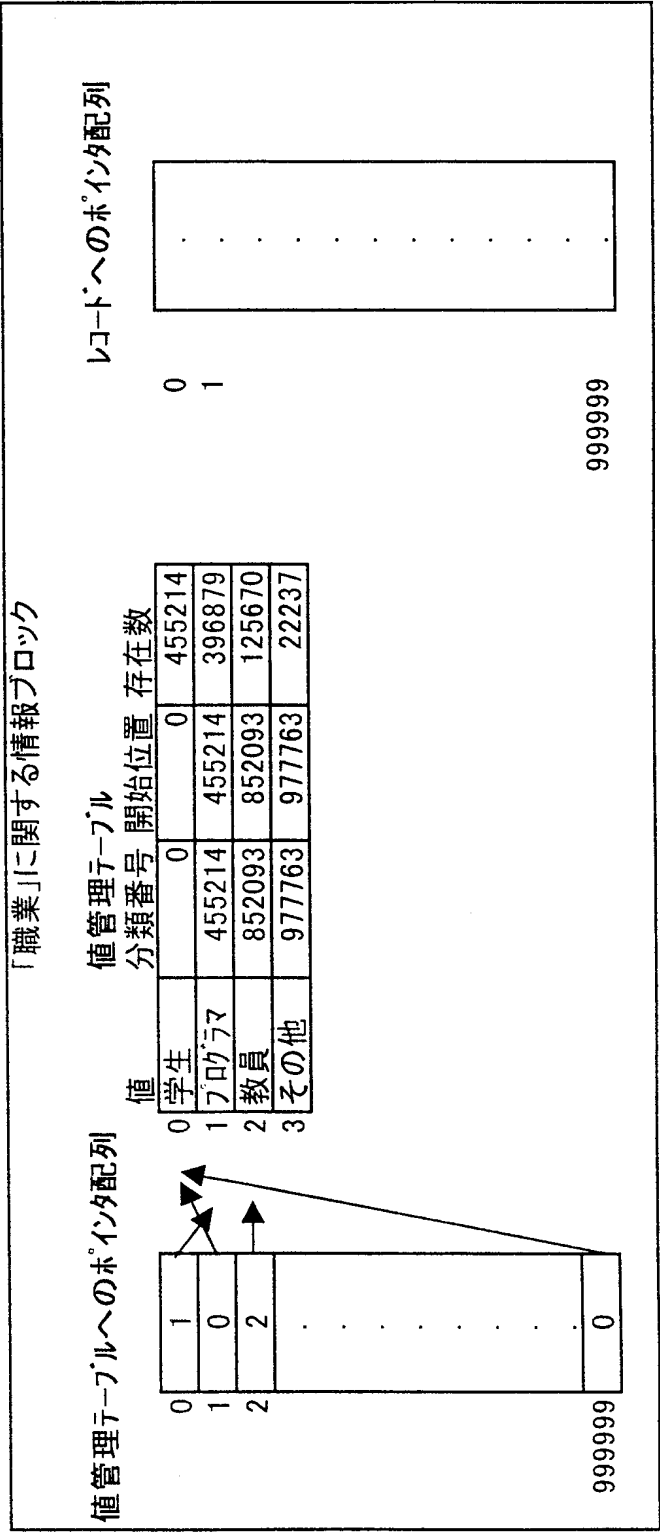 「職業」に関する情報ブロック
値管理テーブルへのポインタ配列
0 1
1 0
2 2
. . . . . . . .
999999 0
値管理テーブル
値 分類番号 開始位置 存在数
0 学生 0 0 455214
1 プログラマ 455214 455214 396879
2 教員 852093 852093 125670
3 その他 977763 977763 22237
レコードへのポインタ配列
0
1
. . . . . . . . . . . .
999999